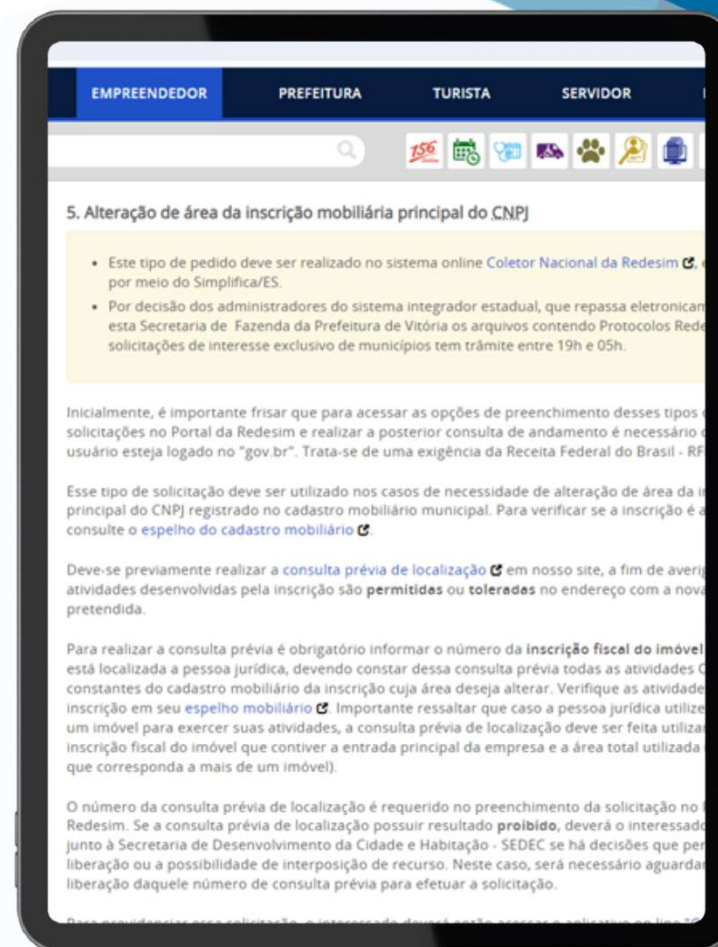 EMPREENDEDOR PREFEITURA TURISTA SERVIDOR
156
5. Alteração de área da inscrição mobiliária principal do CNPJ
• Este tipo de pedido deve ser realizado no sistema online Coletor Nacional da Redesim
por meio do Simplifica/ES.
• Por decisão dos administradores do sistema integrador estadual, que repassa
esta Secretaria de Fazenda da Prefeitura de Vitória os arquivos contendo Protocolos
solicitações de interesse exclusivo de municípios tem trâmite entre 19h e 05h.
Inicialmente, é importante frisar que para acessar as opções de preenchimento desses tipos
solicitações no Portal da Redesim e realizar a posterior consulta de andamento é necessário
usuário esteja logado no "gov.br". Trata-se de uma exigência da Receita Federal do Brasil -
Esse tipo de solicitação deve ser utilizado nos casos de necessidade de alteração de área da
principal do CNPJ registrado no cadastro mobiliário municipal. Para verificar se a inscrição é
consulte o espelho do cadastro mobiliário.
Deve-se previamente realizar a consulta prévia de localização em nosso site, a fim de
atividades desenvolvidas pela inscrição são permitidas ou toleradas no endereço com a nova
pretendida.
Para realizar a consulta prévia é obrigatório informar o número da inscrição fiscal do imóvel
está localizada a pessoa jurídica, devendo constar dessa consulta prévia todas as atividades
constantes do cadastro mobiliário da inscrição cuja área deseja alterar. Verifique as
inscrição em seu espelho mobiliário. Importante ressaltar que caso a pessoa jurídica utilize
um imóvel para exercer suas atividades, a consulta prévia de localização deve ser feita
inscrição fiscal do imóvel que contiver a entrada principal da empresa e a área total utilizada
que corresponda a mais de um imóvel).
O número da consulta prévia de localização é requerido no preenchimento da solicitação no
Redesim. Se a consulta prévia de localização possuir resultado proibido, deverá o
junto à Secretaria de Desenvolvimento da Cidade e Habitação - SEDEC se há decisões que
liberação ou a possibilidade de interposição de recurso. Neste caso, será necessário
liberação daquele número de consulta prévia para efetuar a solicitação.